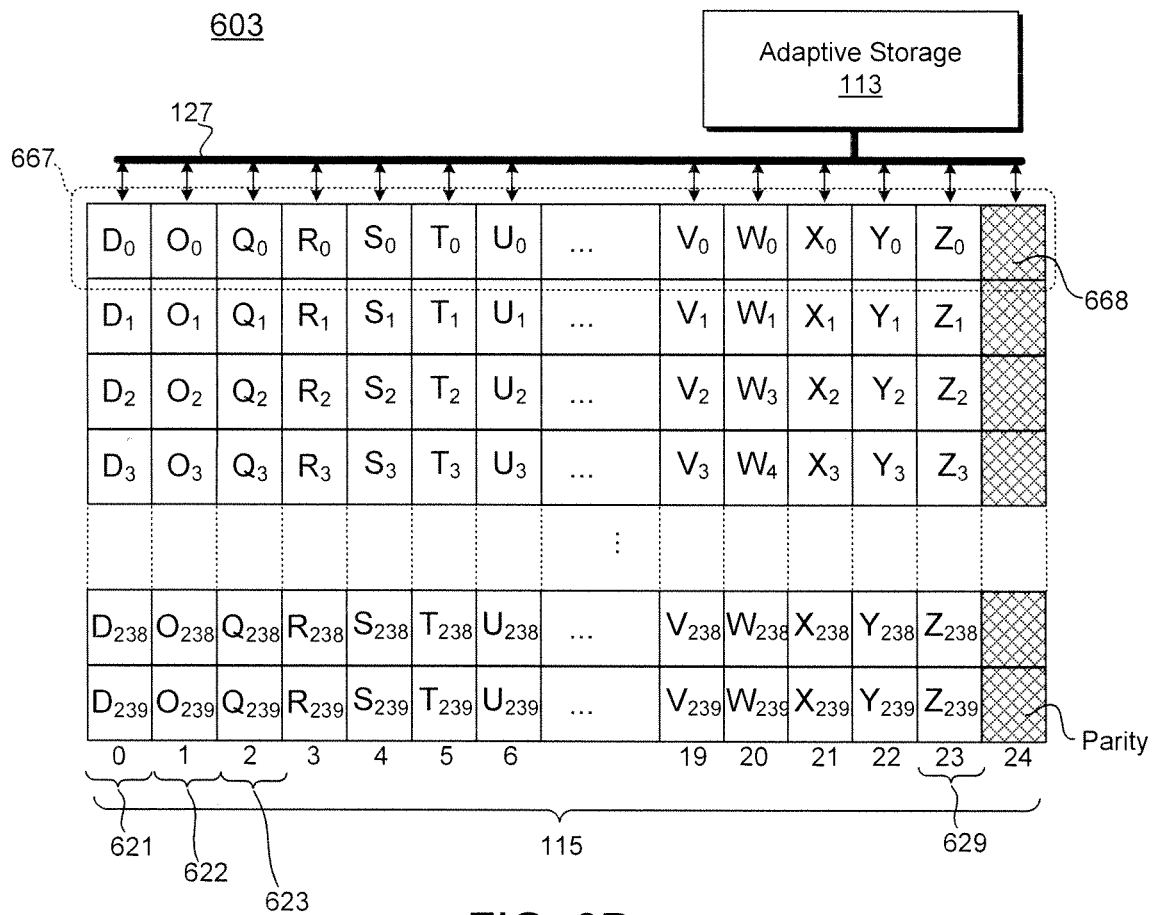 603
Adaptive Storage
113
127
667
D0 O0 Q0 R0 S0 T0 U0 ... V0 W0 X0 Y0 Z0
668
D1 O1 Q1 R1 S1 T1 U1 ... V1 W1 X1 Y1 Z1
D2 O2 Q2 R2 S2 T2 U2 ... V2 W3 X2 Y2 Z2
D3 O3 Q3 R3 S3 T3 U3 ... V3 W4 X3 Y3 Z3
...
D238 O238 Q238 R238 S238 T238 U238 ... V238 W238 X238 Y238 Z238
D239 O239 Q239 R239 S239 T239 U239 ... V239 W239 X239 Y239 Z239
Parity
0 1 2 3 4 5 6 19 20 21 22 23 24
621 622 623 115 629